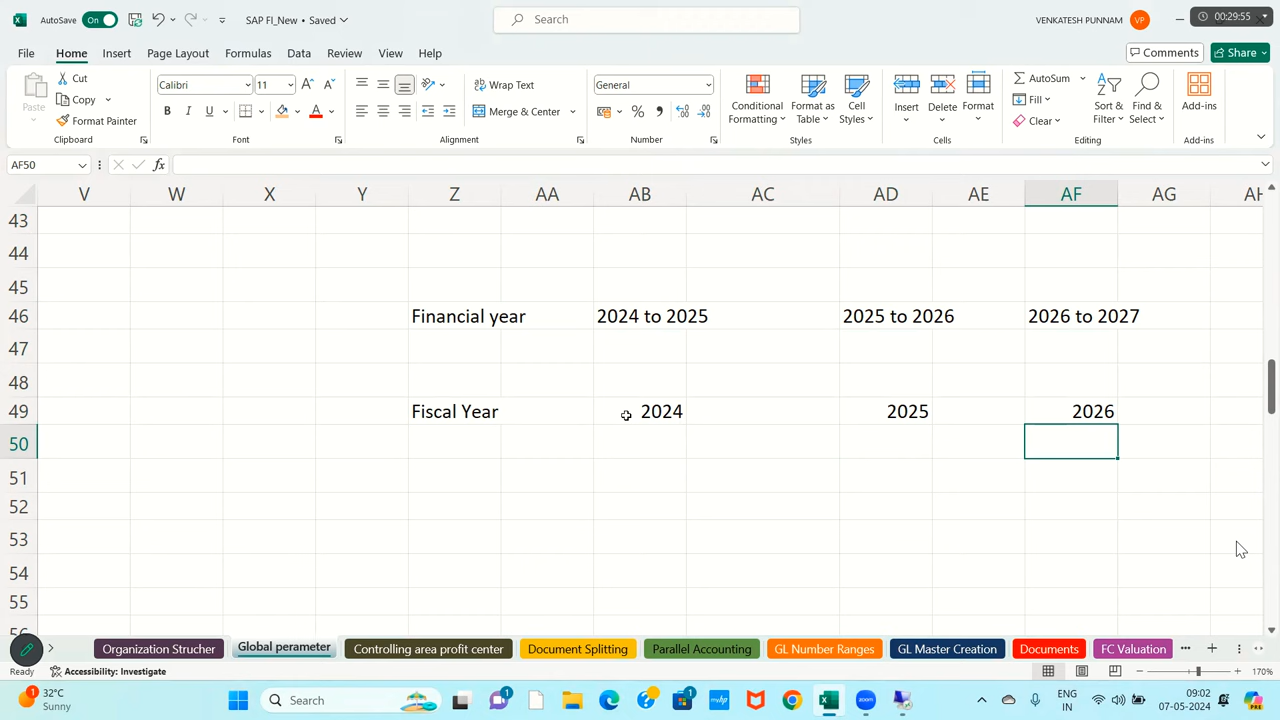 AutoSave On SAP FI_New • Saved Search VENKATESH PUNNAM VP 00:29:55
File Home Insert Page Layout Formulas Data Review View Help Comments Share
Paste Cut Copy Format Painter Clipboard
Calibri 11 B I U Font
Wrap Text Merge & Center Alignment
General Number
Conditional Formatting Format as Table Cell Styles Styles
Insert Delete Format Cells
AutoSum Fill Clear Sort & Filter Find & Select Editing
Add-ins Add-ins
AF50 fx
V W X Y Z AA AB AC AD AE AF AG AH
43
44
45
46 Financial year 2024 to 2025 2025 to 2026 2026 to 2027
47
48
49 Fiscal Year 2024 2025 2026
50
51
52
53
54
55
56
Organization Strucher Global perameter Controlling area profit center Document Splitting Parallel Accounting GL Number Ranges GL Master Creation Documents FC Valuation
Ready Accessibility: Investigate 170%
1 32°C Sunny Search 1 1 ENG IN 09:02 07-05-2024